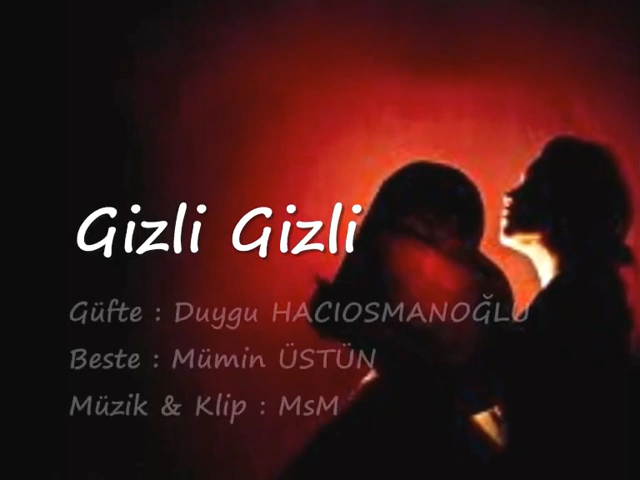 Gizli Gizli
Güfte : Duygu HACIOSMANOĞLU
Beste : Mümin ÜSTÜN
Müzik & Klip : MsM